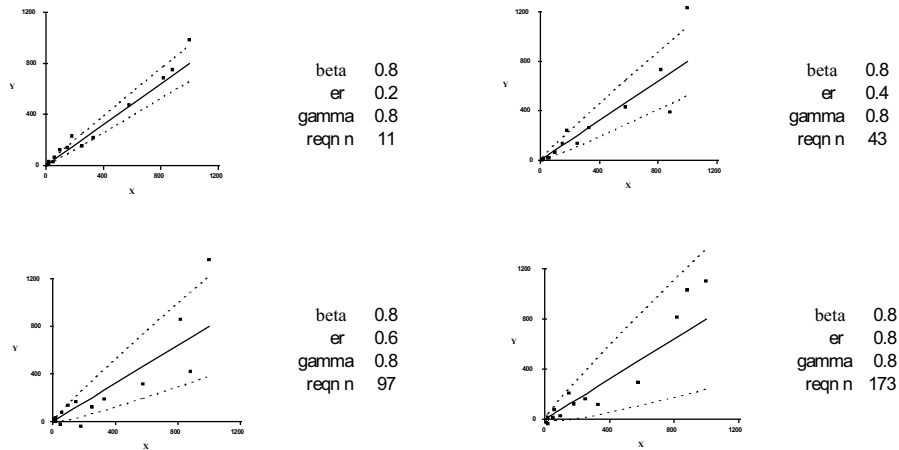 1200
800
400
0
Y
0 400 800 1200
X
beta 0.8
er 0.2
gamma 0.8
reqn n 11
1200
800
400
0
Y
0 400 800 1200
X
beta 0.8
er 0.4
gamma 0.8
reqn n 43
1200
800
400
0
Y
0 400 800 1200
X
beta 0.8
er 0.6
gamma 0.8
reqn n 97
1200
800
400
0
Y
0 400 800 1200
X
beta 0.8
er 0.8
gamma 0.8
reqn n 173